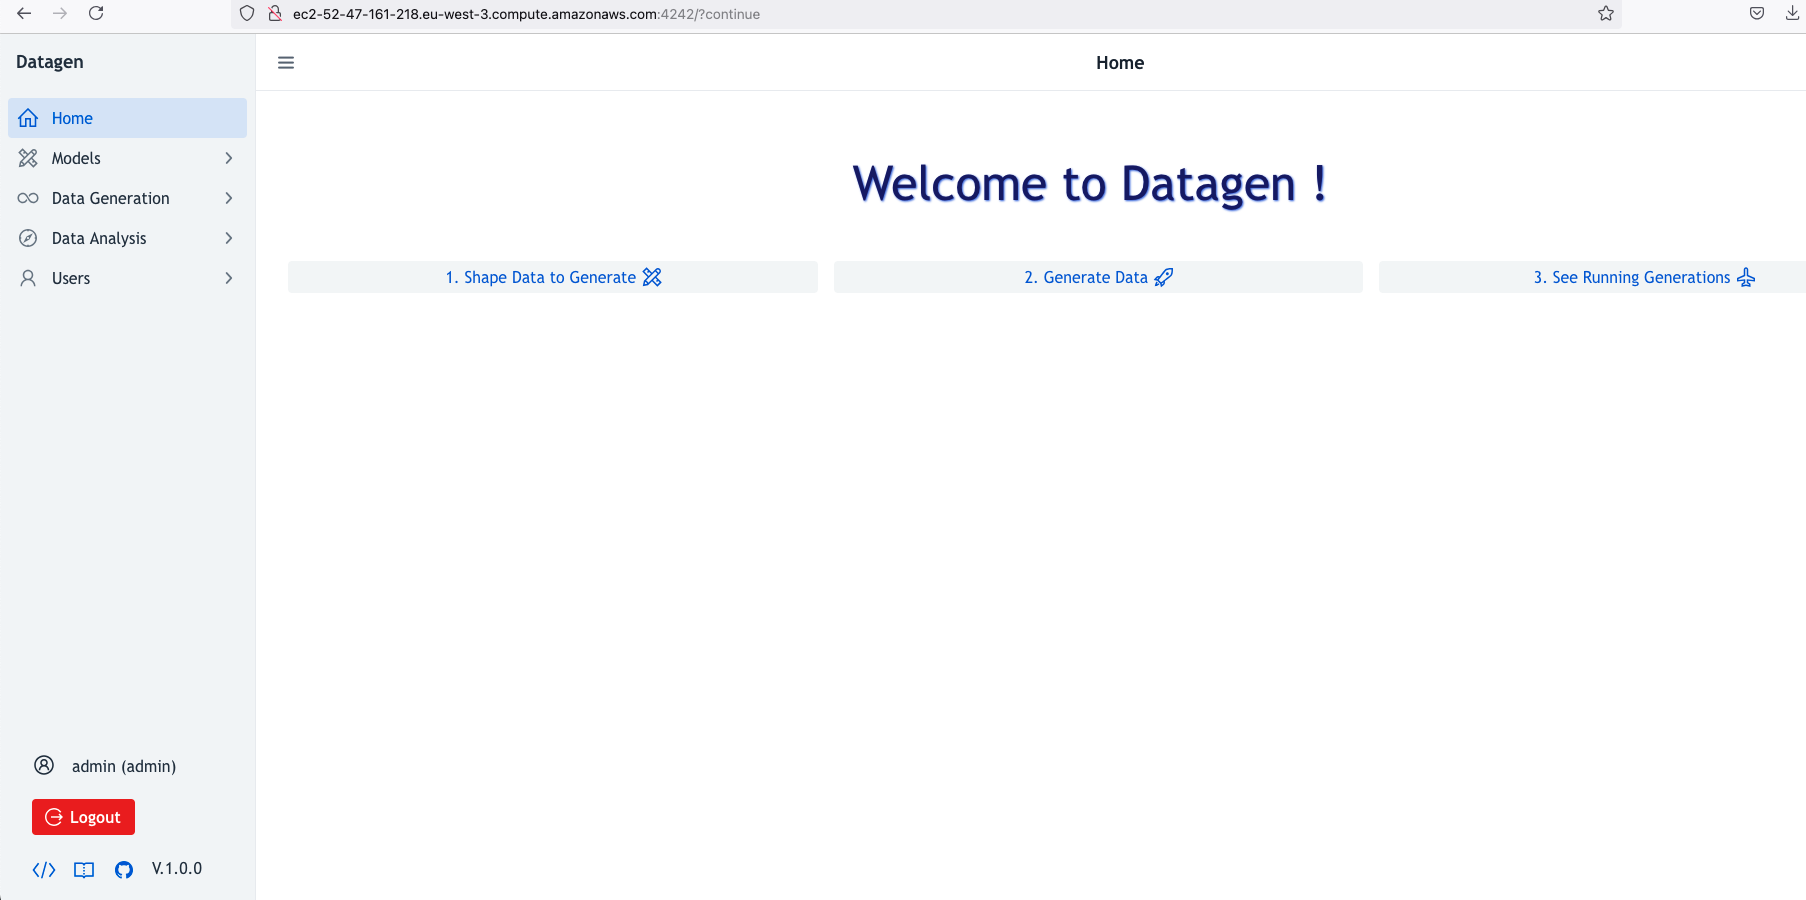 ec2-52-47-161-218.eu-west-3.compute.amazonaws.com:4242/?continue
Datagen
Home
Home
Models
Data Generation
Data Analysis
Users
Welcome to Datagen !
1. Shape Data to Generate
2. Generate Data
3. See Running Generations
admin (admin)
Logout
V.1.0.0